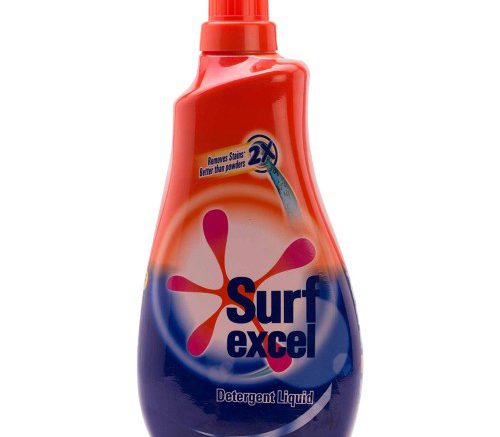 Removes Stains
Better than powders
2X
Surf
excel
Detergent Liquid